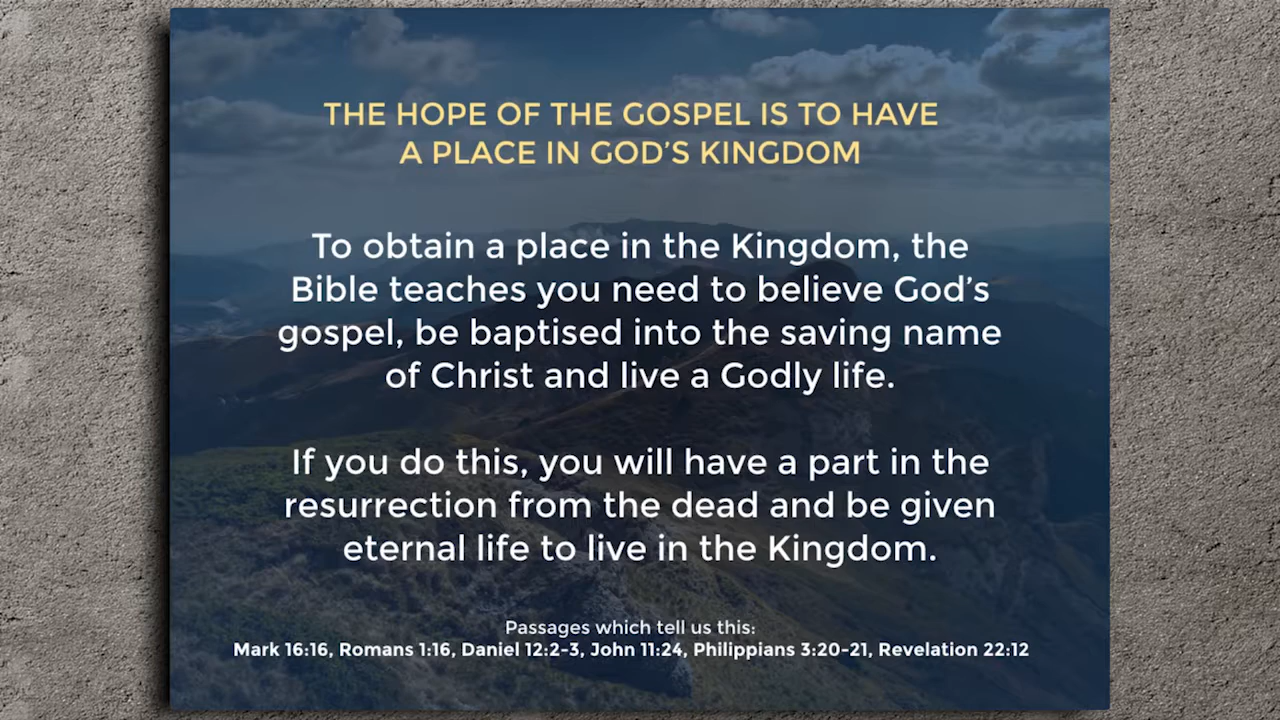 THE HOPE OF THE GOSPEL IS TO HAVE
A PLACE IN GOD'S KINGDOM
To obtain a place in the Kingdom, the
Bible teaches you need to believe God's
gospel, be baptised into the saving name
of Christ and live a Godly life.
If you do this, you will have a part in the
resurrection from the dead and be given
eternal life to live in the Kingdom.
Passages which tell us this:
Mark 16:16, Romans 1:16, Daniel 12:2-3, John 11:24, Philippians 3:20-21, Revelation 22:12